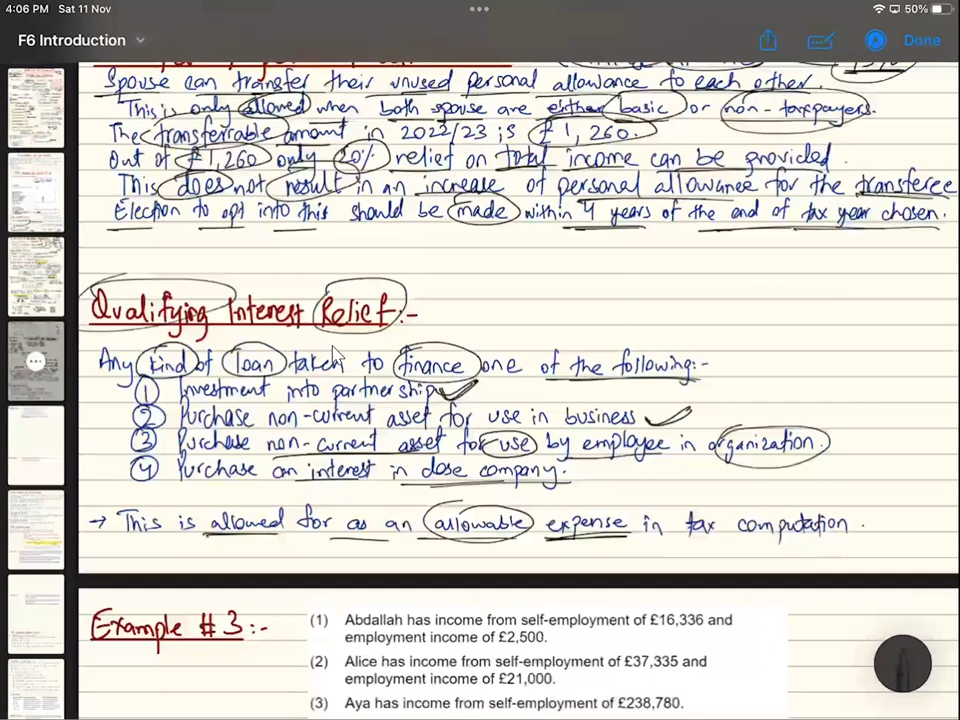 4:06 PM Sat 11 Nov
50%
F6 Introduction
Done
Spouse can transfer their unused personal allowance to each other.
This is only allowed when both spouse are either basic or non-taxpayers.
The transferrable amount in 2022/23 is £1,260.
Out of £1,260 only 20% relief on total income can be provided.
This does not result in an increase of personal allowance for the transferee
Election to opt into this should be made within 4 years of the end of tax year chosen.
Qualifying Interest Relief:-
Any kind of loan taken to finance one of the following:-
① Investment into partnership
② Purchase non-current asset for use in business
③ Purchase non-current asset for use by employee in organization.
④ Purchase an interest in close company.
→ This is allowed for as an allowable expense in tax computation.
Example #3:-
(1) Abdallah has income from self-employment of £16,336 and
employment income of £2,500.
(2) Alice has income from self-employment of £37,335 and
employment income of £21,000.
(3) Aya has income from self-employment of £238,780.